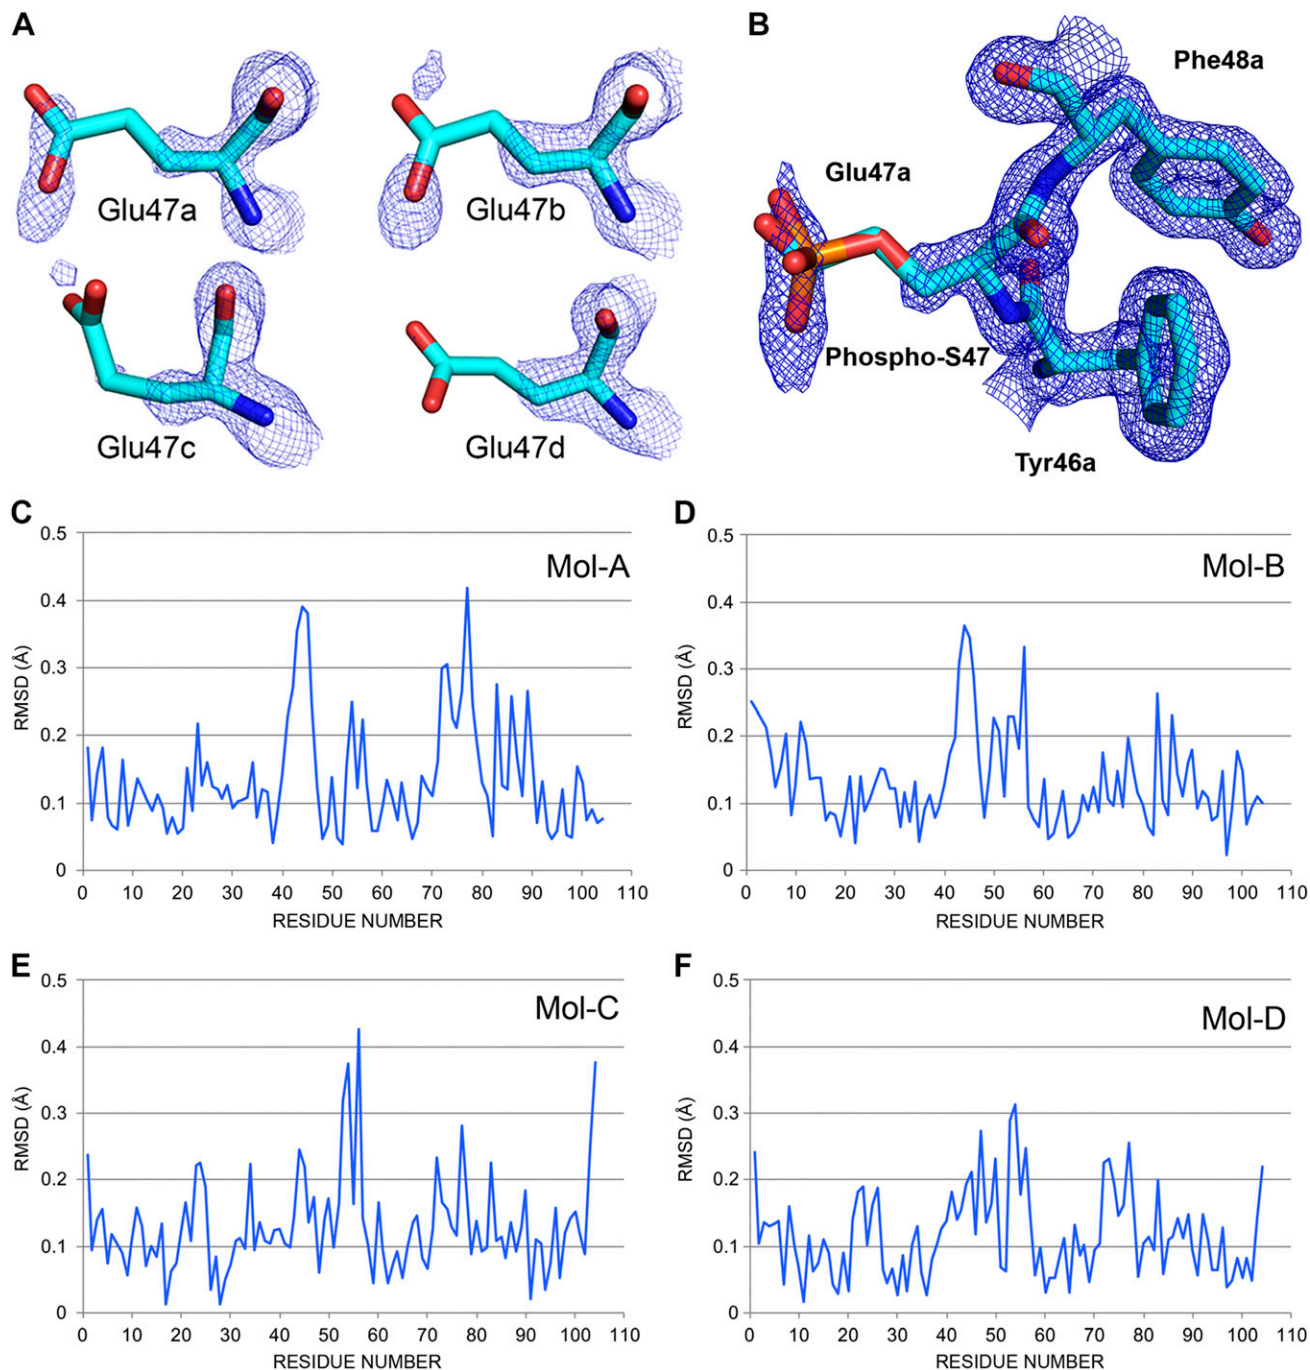 A
B
Glu47a
Glu47b
Glu47c
Glu47d
Phe48a
Glu47a
Phospho-S47
Tyr46a
C
Mol-A
RMSD (Å)
0.5
0.4
0.3
0.2
0.1
0
0 10 20 30 40 50 60 70 80 90 100 110
RESIDUE NUMBER
D
Mol-B
RMSD (Å)
0.5
0.4
0.3
0.2
0.1
0
0 10 20 30 40 50 60 70 80 90 100 110
RESIDUE NUMBER
E
Mol-C
RMSD (Å)
0.5
0.4
0.3
0.2
0.1
0
0 10 20 30 40 50 60 70 80 90 100 110
RESIDUE NUMBER
F
Mol-D
RMSD (Å)
0.5
0.4
0.3
0.2
0.1
0
0 10 20 30 40 50 60 70 80 90 100 110
RESIDUE NUMBER